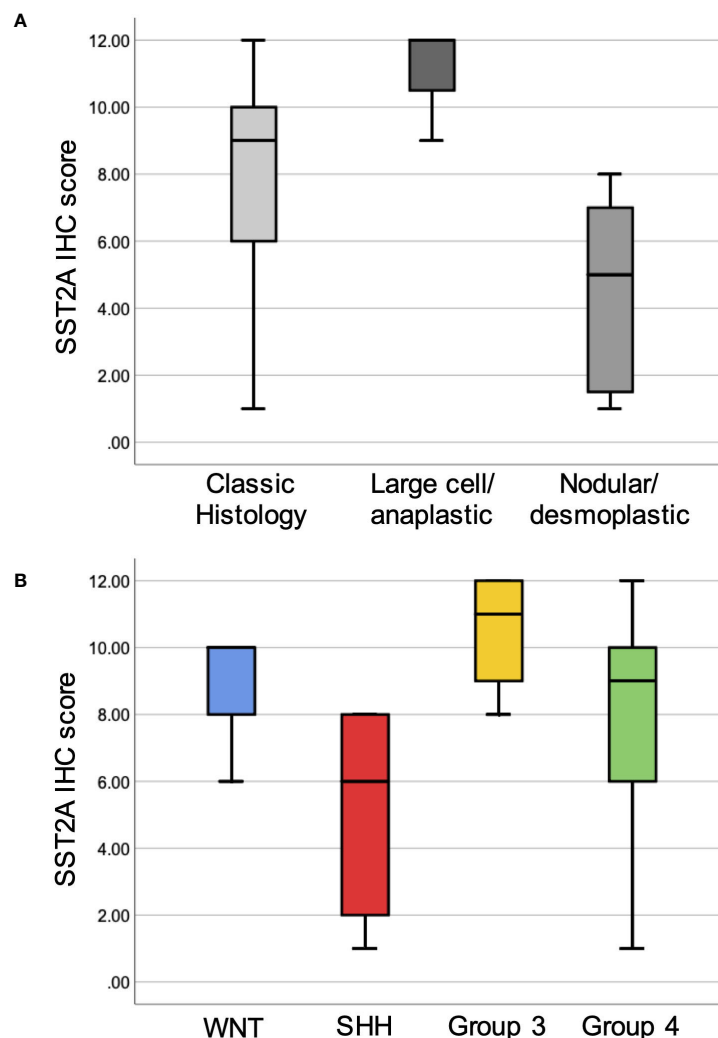 A
SST2A IHC score
12.00
10.00
8.00
6.00
4.00
2.00
.00
Classic
Histology
Large cell/
anaplastic
Nodular/
desmoplastic
B
SST2A IHC score
12.00
10.00
8.00
6.00
4.00
2.00
.00
WNT
SHH
Group 3
Group 4